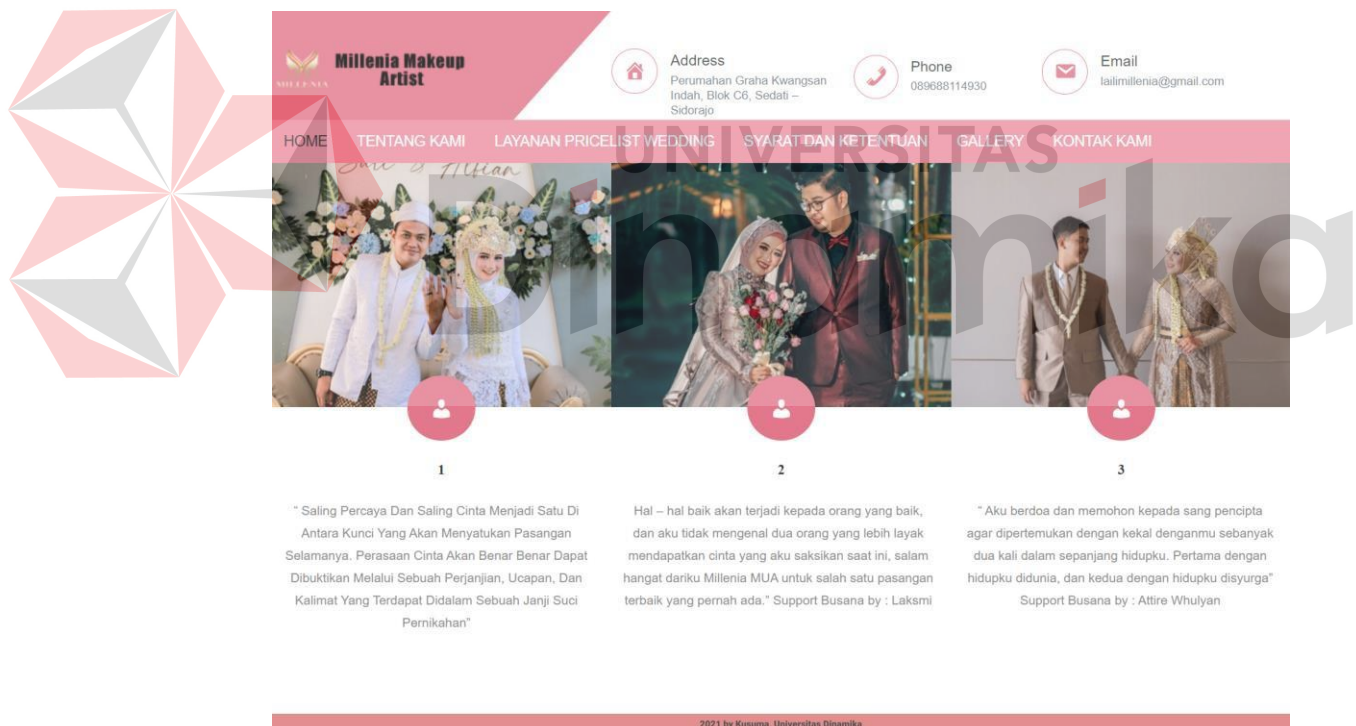 MILLENIA
Millenia Makeup
Artist
Address
Perumahan Graha Kwangsan
Indah, Blok C6, Sedati –
Sidorajo
Phone
089688114930
Email
lailimillenia@gmail.com
HOME TENTANG KAMI LAYANAN PRICELIST WEDDING SYARAT DAN KETENTUAN GALLERY KONTAK KAMI
UNIVERSITAS
Dinamika
& Alfian
1
" Saling Percaya Dan Saling Cinta Menjadi Satu Di
Antara Kunci Yang Akan Menyatukan Pasangan
Selamanya. Perasaan Cinta Akan Benar Benar Dapat
Dibuktikan Melalui Sebuah Perjanjian, Ucapan, Dan
Kalimat Yang Terdapat Didalam Sebuah Janji Suci
Pernikahan"
2
Hal – hal baik akan terjadi kepada orang yang baik,
dan aku tidak mengenal dua orang yang lebih layak
mendapatkan cinta yang aku saksikan saat ini, salam
hangat dariku Millenia MUA untuk salah satu pasangan
terbaik yang pernah ada." Support Busana by : Laksmi
3
" Aku berdoa dan memohon kepada sang pencipta
agar dipertemukan dengan kekal denganmu sebanyak
dua kali dalam sepanjang hidupku. Pertama dengan
hidupku didunia, dan kedua dengan hidupku disyurga"
Support Busana by : Attire Whulyan
2021 by Kusuma, Universitas Dinamika